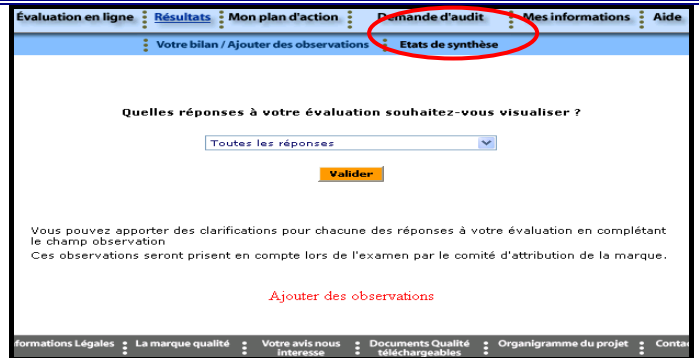 Évaluation en ligne Résultats Mon plan d'action Demande d'audit Mes informations Aide
Votre bilan / Ajouter des observations Etats de synthèse
Quelles réponses à votre évaluation souhaitez-vous visualiser ?
Toutes les réponses
Valider
Vous pouvez apporter des clarifications pour chacune des réponses à votre évaluation en complétant
le champ observation
Ces observations seront prisent en compte lors de l'examen par le comité d'attribution de la marque.
Ajouter des observations
nformations Légales La marque qualité Votre avis nous Documents Qualité Organigramme du projet Conta
interesse téléchargeables